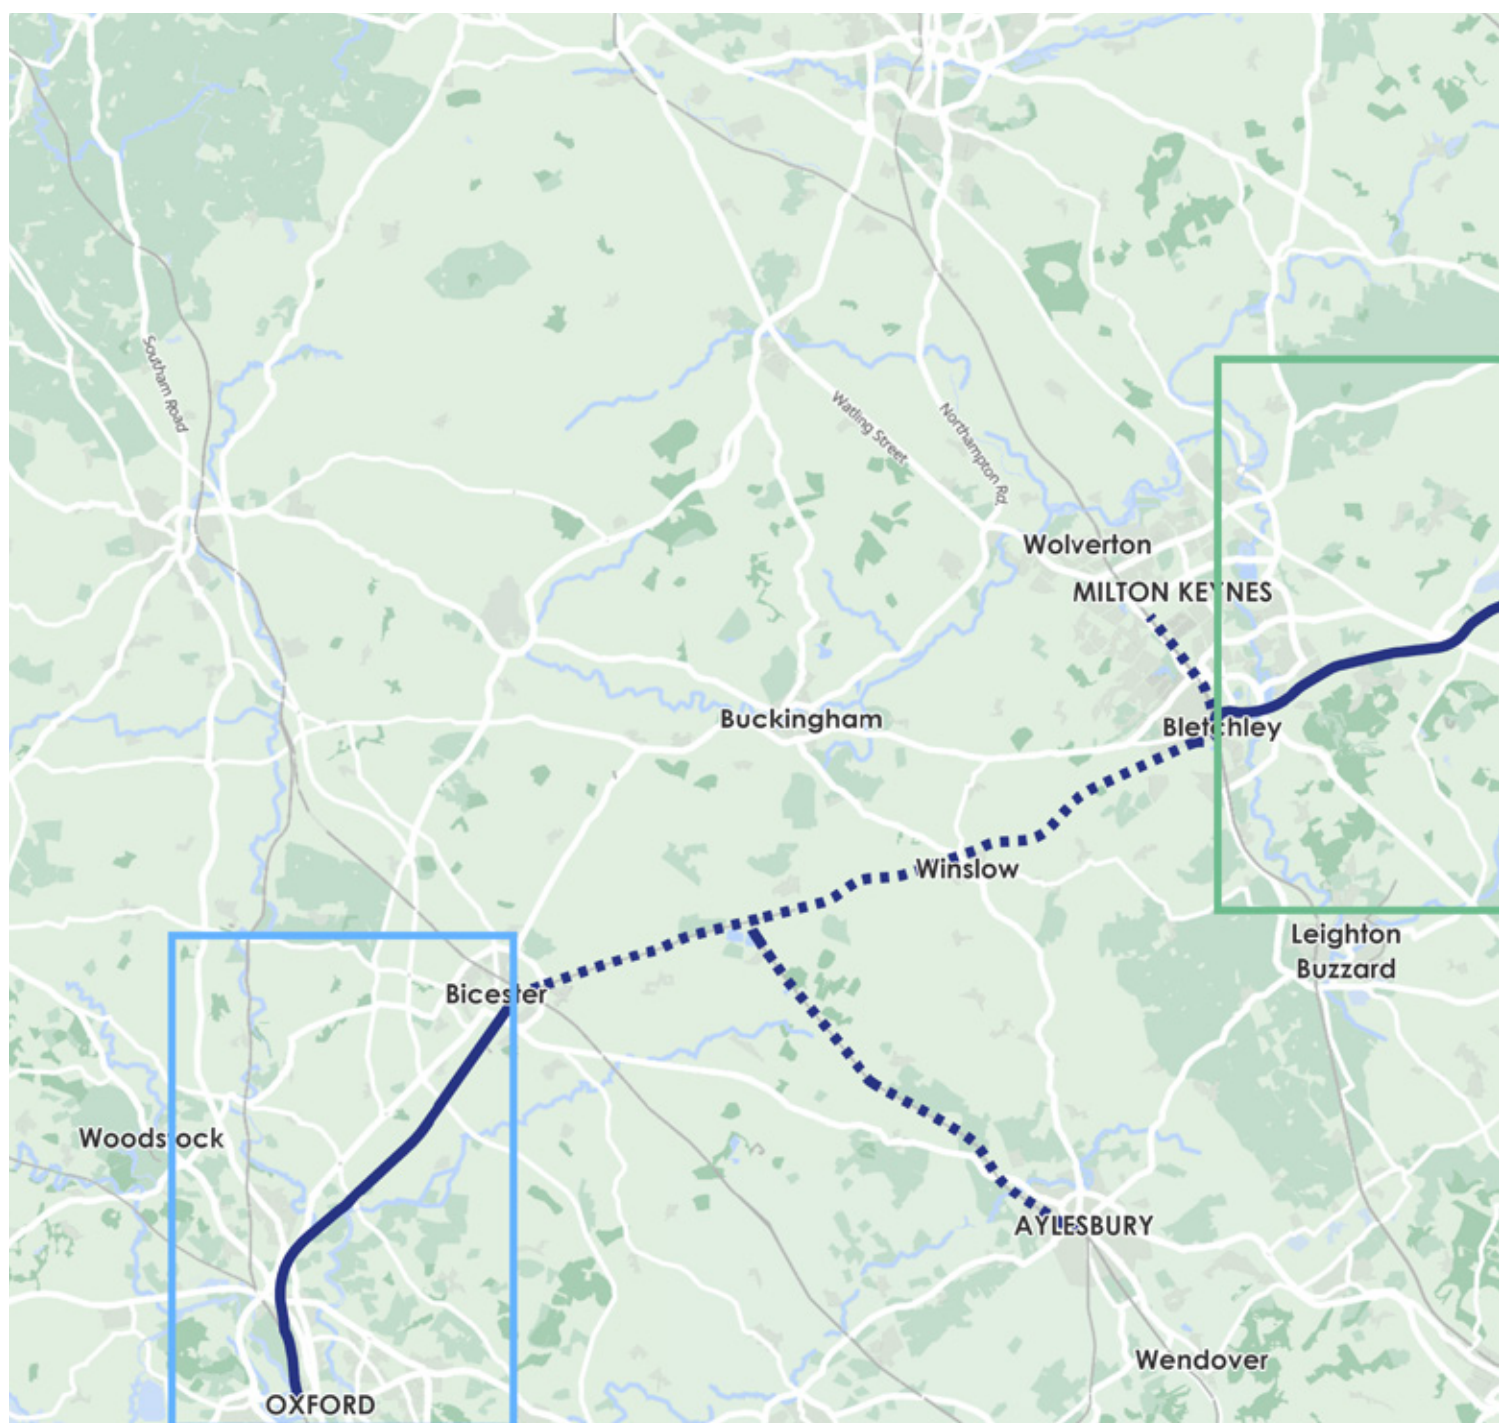 Southam Road
Watling Street
Northampton Rd.
Wolverton
MILTON KEYNES
Buckingham
Bletchley
Winslow
Leighton
Buzzard
Bicester
Woodstock
AYLESBURY
Wendover
OXFORD